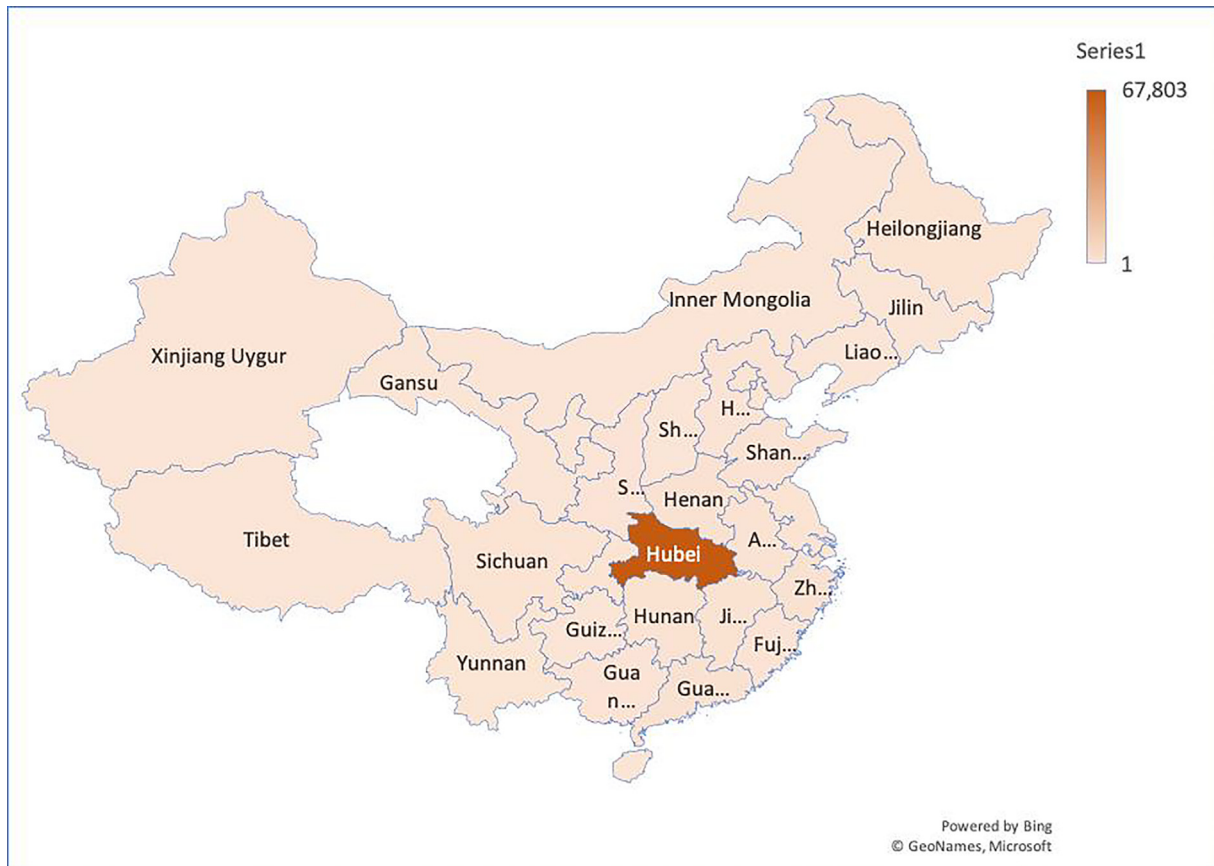 Series1
67,803
1
Heilongjiang
Inner Mongolia
Jilin
Liao...
Xinjiang Uygur
Gansu
H...
Sh...
Shan...
S...
Henan
Tibet
Sichuan
Hubei
A...
Zh...
Hunan
Ji...
Guiz...
Fuj...
Yunnan
Gua
n...
Gua...
Powered by Bing
© GeoNames, Microsoft